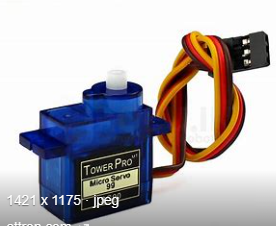 TOWER PRO
Micro Servo
9g
1421 x 1175 · jpeg